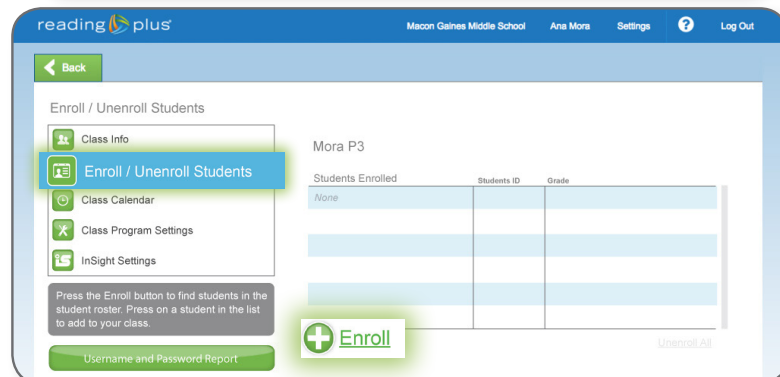 reading plus
Macon Gaines Middle School Ana Mora Settings ? Log Out
Back
Enroll / Unenroll Students
Class Info
Enroll / Unenroll Students
Class Calendar
Class Program Settings
InSight Settings
Press the Enroll button to find students in the
student roster. Press on a student in the list
to add to your class.
Username and Password Report
Mora P3
Students Enrolled Students ID Grade
None
Enroll
Unenroll All